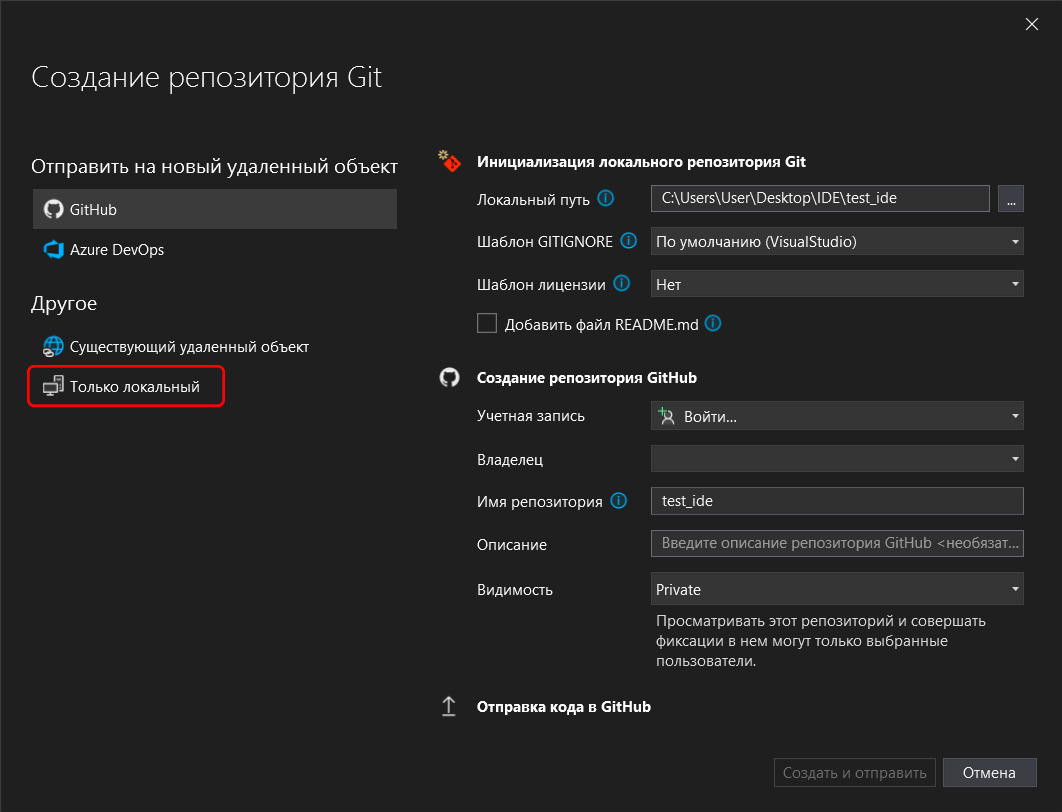 Создание репозитория Git
Отправить на новый удаленный объект
GitHub
Azure DevOps
Другое
Существующий удаленный объект
Только локальный
Инициализация локального репозитория Git
Локальный путь
C:\Users\User\Desktop\IDE\test_ide
...
Шаблон GITIGNORE
По умолчанию (VisualStudio)
Шаблон лицензии
Нет
Добавить файл README.md
Создание репозитория GitHub
Учетная запись
Войти...
Владелец
Имя репозитория
test_ide
Описание
Введите описание репозитория GitHub <необязат...
Видимость
Private
Просматривать этот репозиторий и совершать
фиксации в нем могут только выбранные
пользователи.
Отправка кода в GitHub
Создать и отправить
Отмена